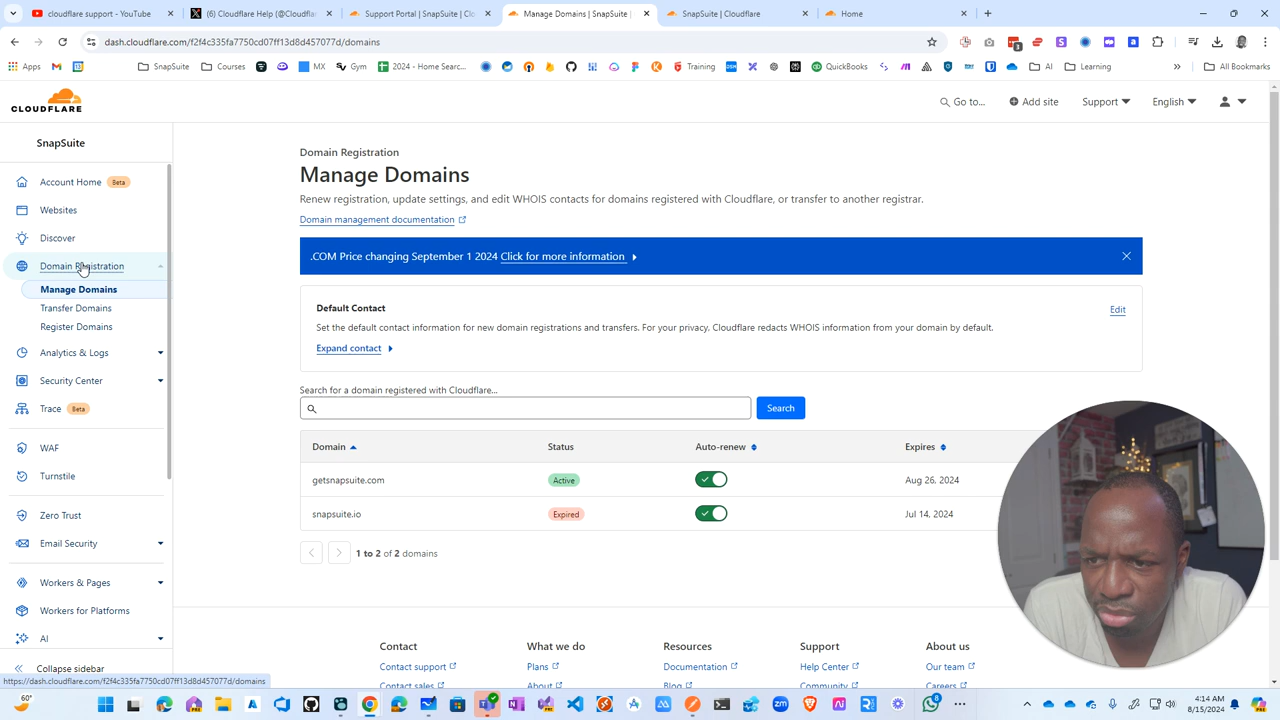 cloudflare support - YouTube
(6) Cloudflare Help (@Cloudfla
Support Portal | SnapSuite | Clo
Manage Domains | SnapSuite |
SnapSuite | Cloudflare
Home
dash.cloudflare.com/f2f4c335fa7750cd07ff13d8d457077d/domains
Apps
SnapSuite
Courses
MX
Gym
2024 - Home Searc...
Training
QuickBooks
AI
Learning
All Bookmarks
CLOUDFLARE
Go to...
Add site
Support
English
SnapSuite
Account Home Beta
Websites
Discover
Domain Registration
Manage Domains
Transfer Domains
Register Domains
Analytics & Logs
Security Center
Trace Beta
WAF
Turnstile
Zero Trust
Email Security
Workers & Pages
Workers for Platforms
AI
Collapse sidebar
https://dash.cloudflare.com/f2f4c335fa7750cd07ff13d8d457077d/domains
Domain Registration
Manage Domains
Renew registration, update settings, and edit WHOIS contacts for domains registered with Cloudflare, or transfer to another registrar.
Domain management documentation
.COM Price changing September 1 2024 Click for more information
Default Contact
Edit
Set the default contact information for new domain registrations and transfers. For your privacy, Cloudflare redacts WHOIS information from your domain by default.
Expand contact
Search for a domain registered with Cloudflare...
Search
Domain Status Auto-renew Expires
getsnapsuite.com Active Aug 26, 2024
snapsuite.io Expired Jul 14, 2024
1 to 2 of 2 domains
Contact What we do Resources Support About us
Contact support Plans Documentation Help Center Our team
Contact sales About Blog Community Careers
60°
4:14 AM
8/15/2024